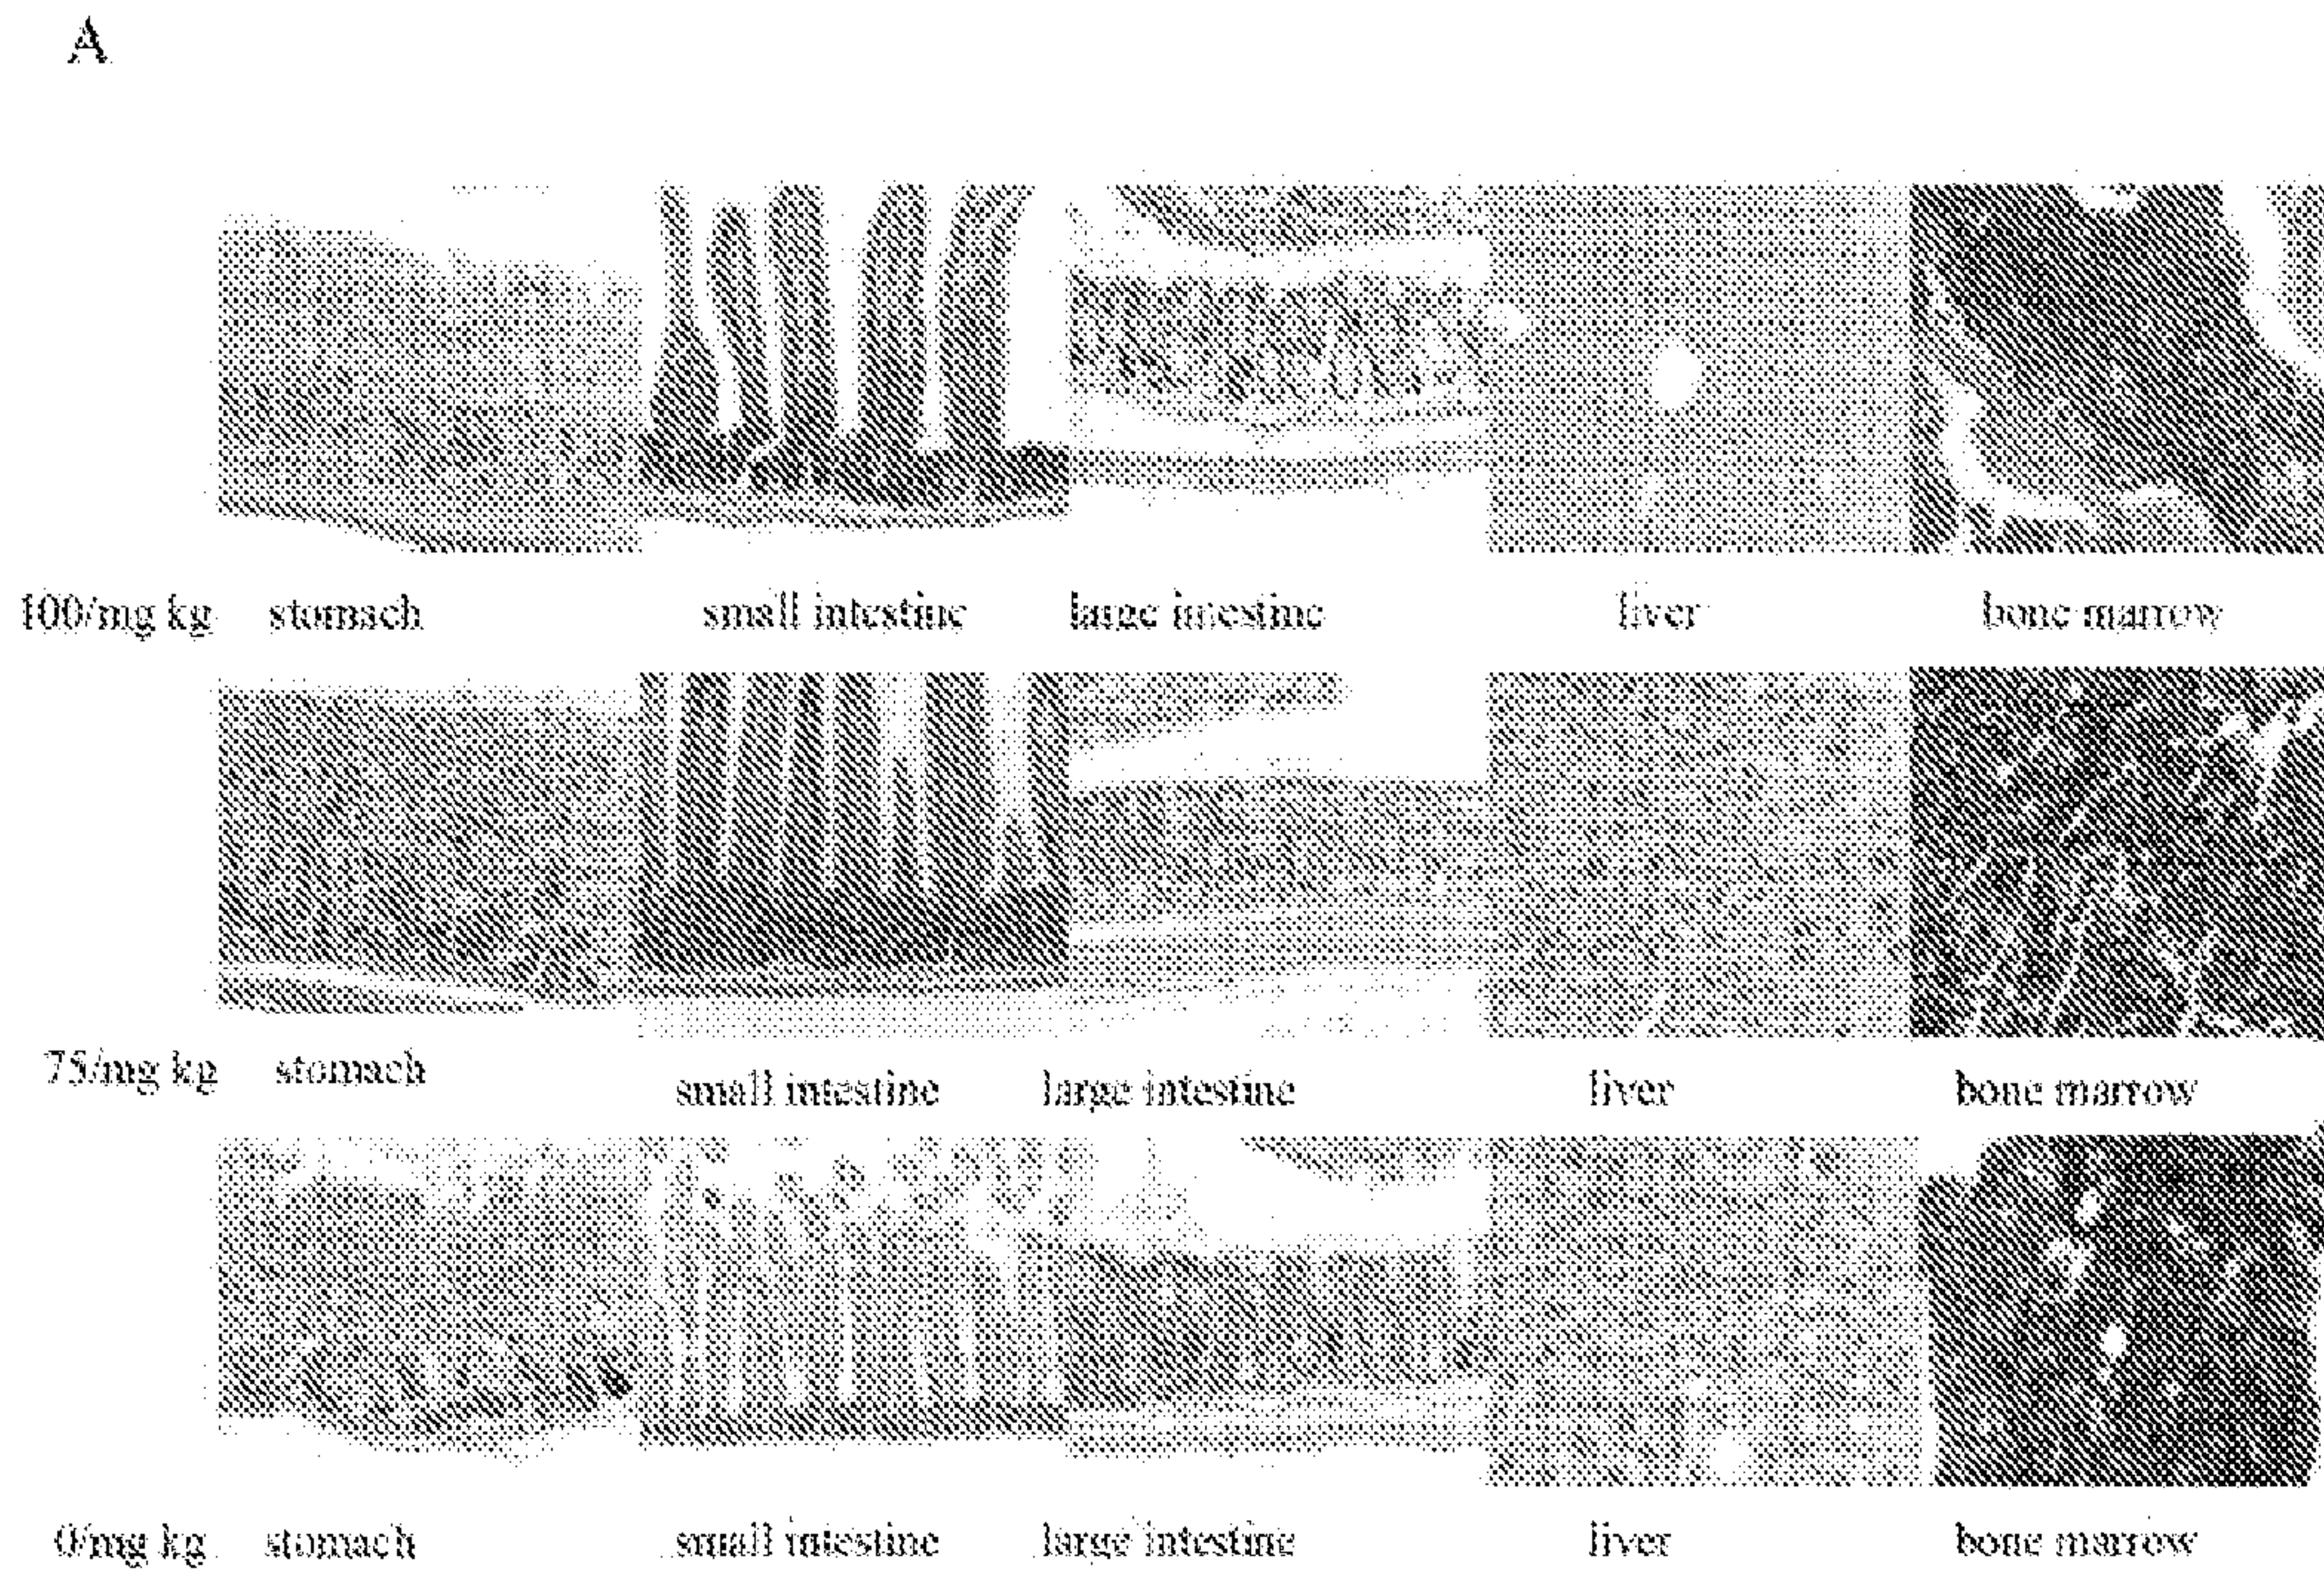 A
100/mg kg stomach small intestine large intestine liver bone marrow
75/mg kg stomach small intestine large intestine liver bone marrow
0/mg kg stomach small intestine large intestine liver bone marrow